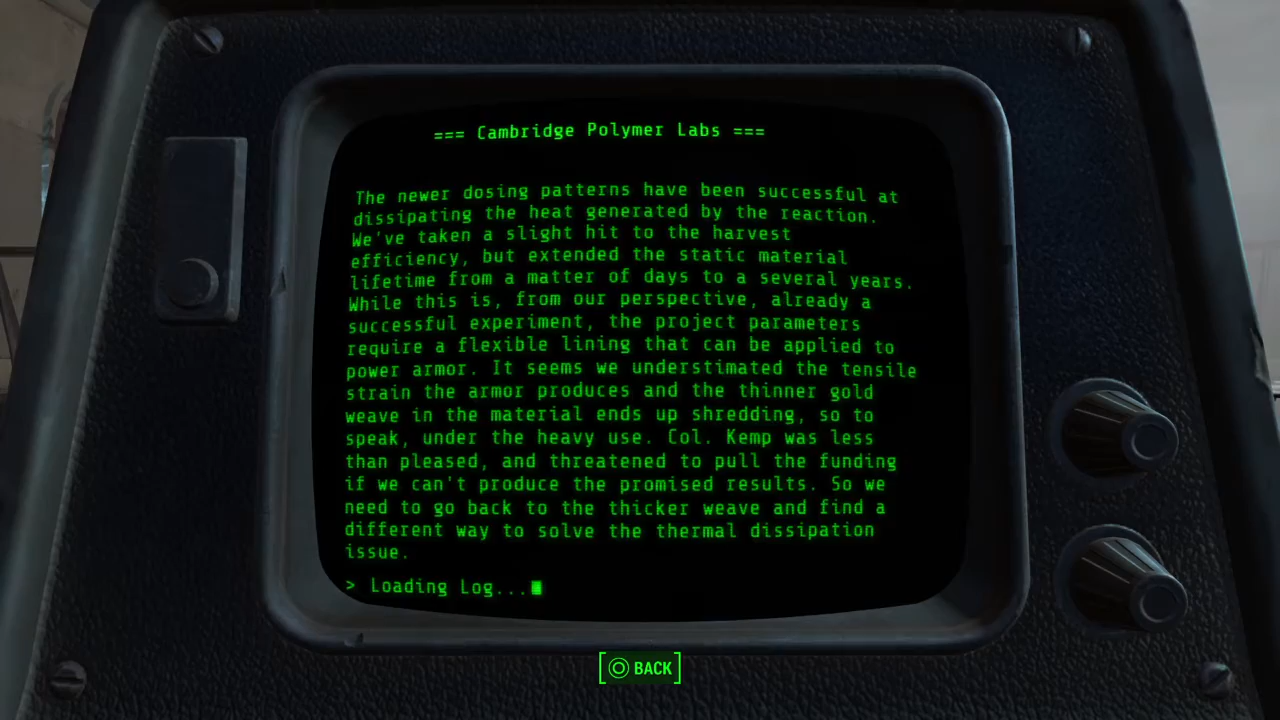 === Cambridge Polymer Labs ===
The newer dosing patterns have been successful at
dissipating the heat generated by the reaction.
We've taken a slight hit to the harvest
efficiency, but extended the static material
lifetime from a matter of days to a several years.
While this is, from our perspective, already a
successful experiment, the project parameters
require a flexible lining that can be applied to
power armor. It seems we understimated the tensile
strain the armor produces and the thinner gold
weave in the material ends up shredding, so to
speak, under the heavy use. Col. Kemp was less
than pleased, and threatened to pull the funding
if we can't produce the promised results. So we
need to go back to the thicker weave and find a
different way to solve the thermal dissipation
issue.
> Loading Log...
BACK